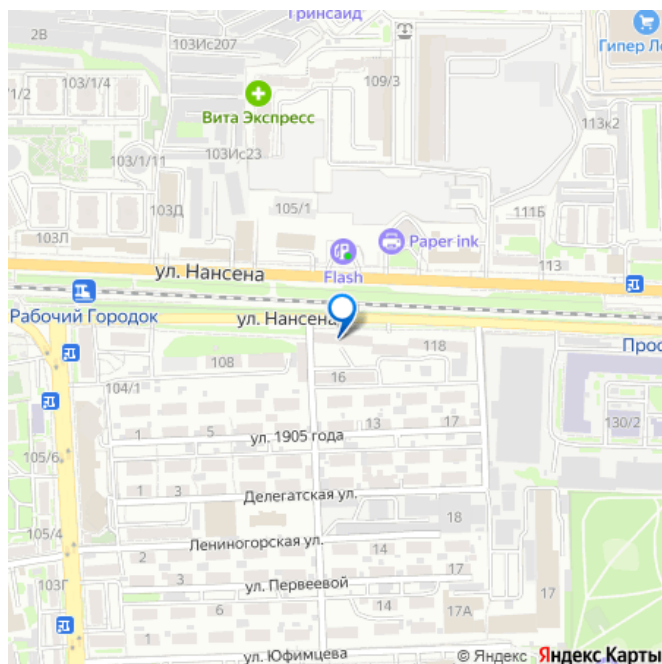 Гринсаид
2В
103Ис207
Гипер Ле
103/1/4
109/3
1/2
Вита Экспресс
113к2
103/1/11
103Ис23
103Д
105/1
111Б
103Л
Paper ink
Flash
113
ул. Нансена
Рабочий Городок
ул. Нансена
Прос
118
108
16
104/1
130/2
13
17
1
5
ул. 1905 года
105/6
1
3
Делегатская ул.
18
105/4
Лениногорская ул.
2
14
103Г
3
ул. Первеевой
17
17
6
14
17А
1
ул. Юфимцева
© Яндекс Яндекс Карты